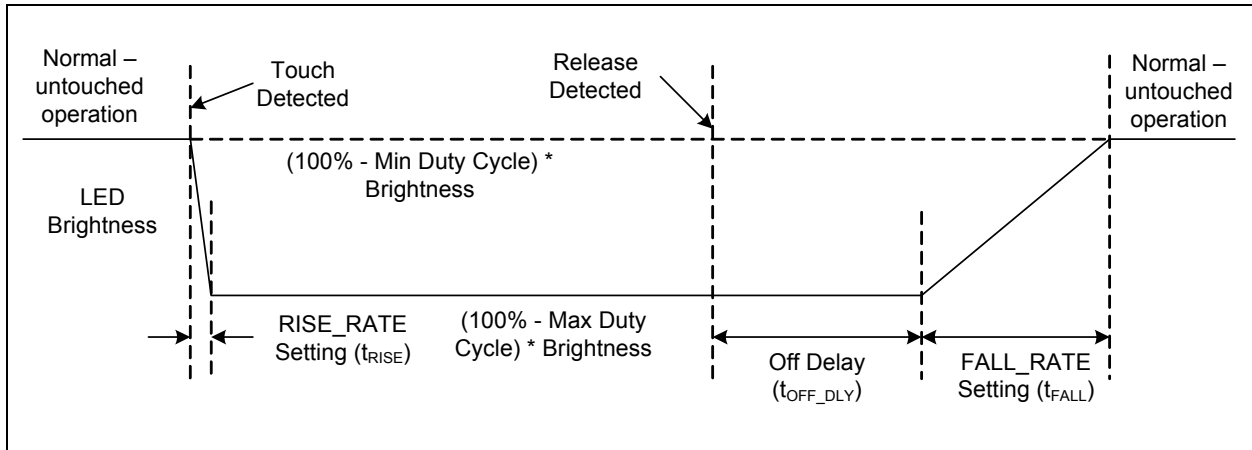 Normal –
untouched
operation
Touch
Detected
Release
Detected
Normal –
untouched
operation
(100% - Min Duty Cycle) *
Brightness
LED
Brightness
RISE_RATE
Setting (tRISE)
(100% - Max Duty
Cycle) * Brightness
Off Delay
(tOFF_DLY)
FALL_RATE
Setting (tFALL)